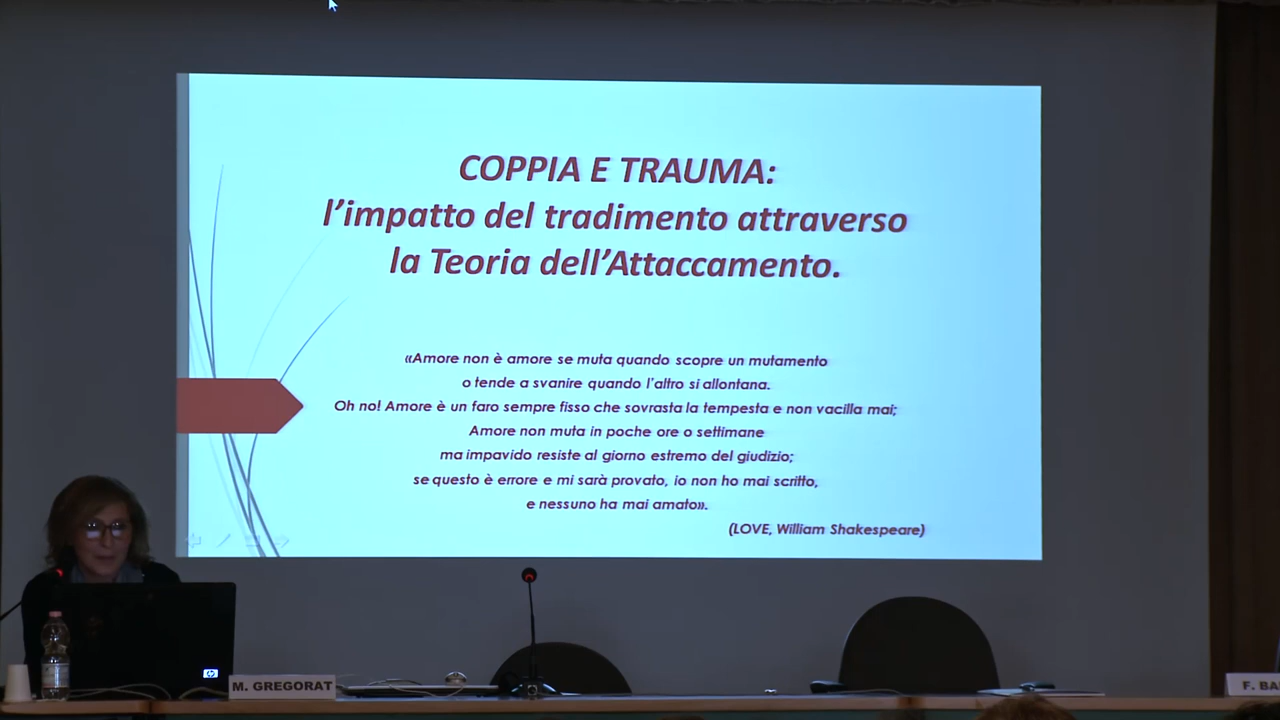 COPPIA E TRAUMA:
l'impatto del tradimento attraverso
la Teoria dell'Attaccamento.
«Amore non è amore se muta quando scopre un mutamento
o tende a svanire quando l'altro si allontana.
Oh no! Amore è un faro sempre fisso che sovrasta la tempesta e non vacilla mai;
Amore non muta in poche ore o settimane
ma impavido resiste al giorno estremo del giudizio;
se questo è errore e mi sarà provato, io non ho mai scritto,
e nessuno ha mai amato».
(LOVE, William Shakespeare)
hp
M. GREGORAT
F. BA